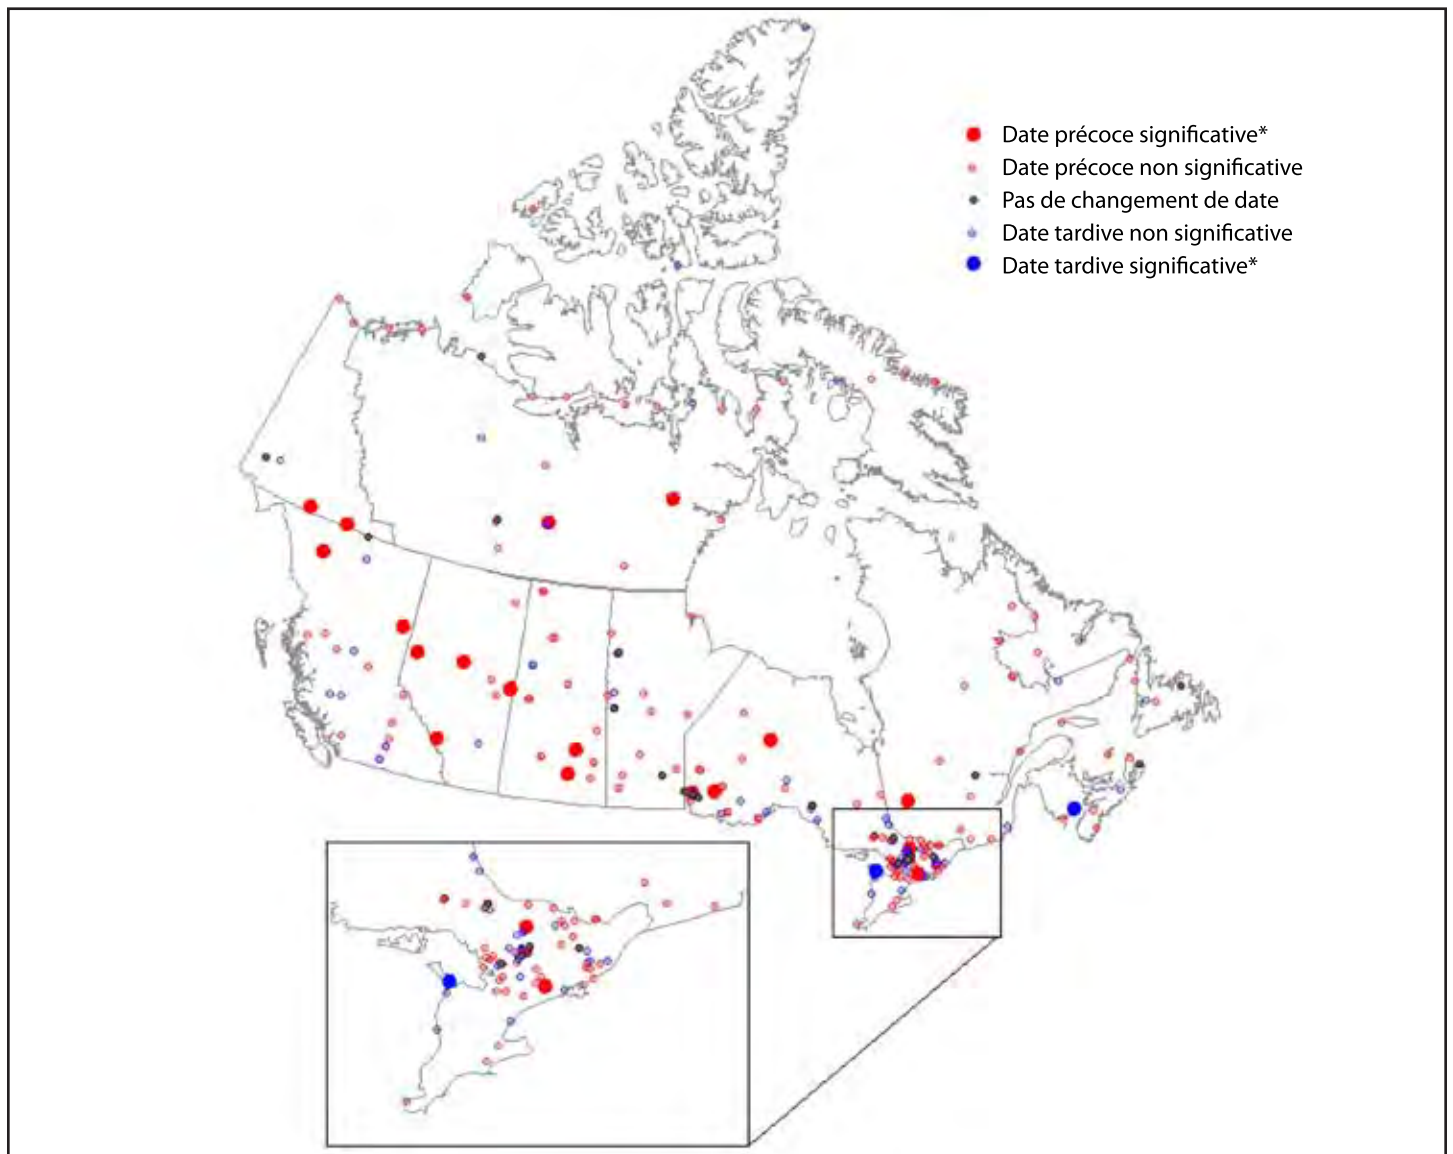 Date précoce significative*
Date précoce non significative
Pas de changement de date
Date tardive non significative
Date tardive significative*